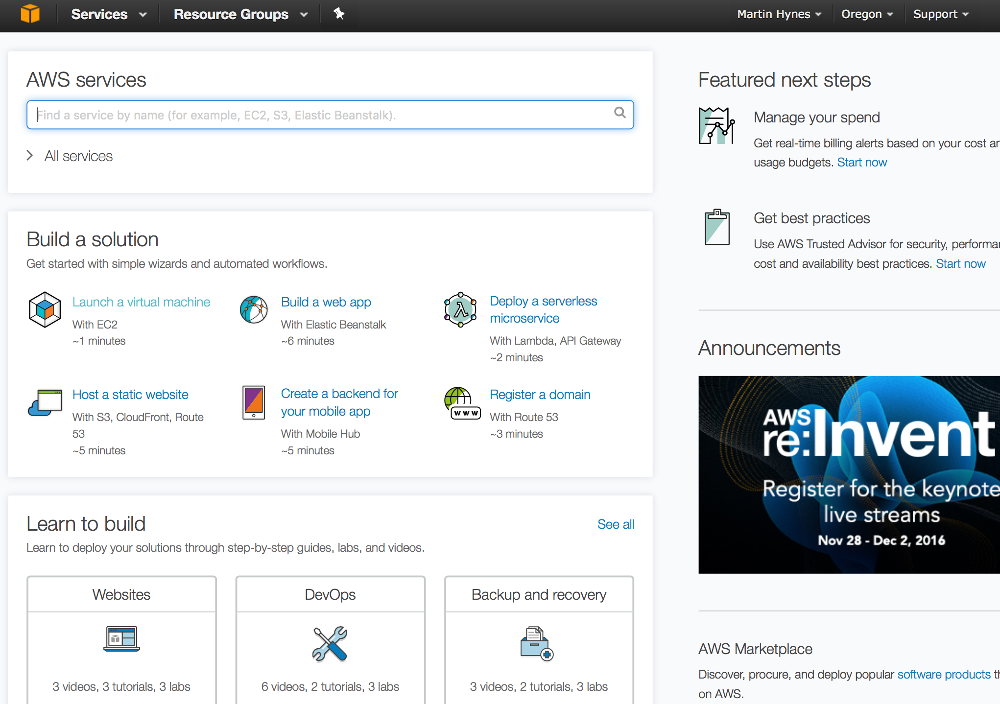 Services
Resource Groups
Martin Hynes
Oregon
Support
AWS services
Find a service by name (for example, EC2, S3, Elastic Beanstalk).
All services
Build a solution
Get started with simple wizards and automated workflows.
Launch a virtual machine
With EC2
~1 minutes
Build a web app
With Elastic Beanstalk
~6 minutes
Deploy a serverless
microservice
With Lambda, API Gateway
~2 minutes
Host a static website
With S3, CloudFront, Route
53
~5 minutes
Create a backend for
your mobile app
With Mobile Hub
~5 minutes
www
Register a domain
With Route 53
~3 minutes
Learn to build
See all
Learn to deploy your solutions through step-by-step guides, labs, and videos.
Websites
3 videos, 3 tutorials, 3 labs
DevOps
6 videos, 2 tutorials, 3 labs
Backup and recovery
3 videos, 2 tutorials, 3 labs
Featured next steps
Manage your spend
Get real-time billing alerts based on your cost
usage budgets. Start now
Get best practices
Use AWS Trusted Advisor for security,
cost and availability best practices. Start now
Announcements
AWS
re:Invent
Register for the keynote
live streams
Nov 28 - Dec 2, 2016
AWS Marketplace
Discover, procure, and deploy popular software products
on AWS.